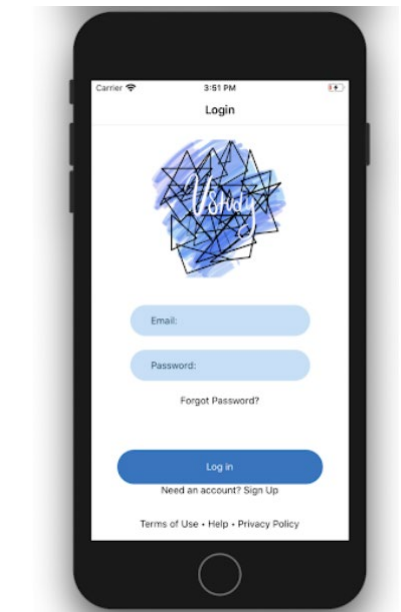 Carrier 3:51 PM
Login
VStudy
Email:
Password:
Forgot Password?
Log in
Need an account? Sign Up
Terms of Use • Help • Privacy Policy